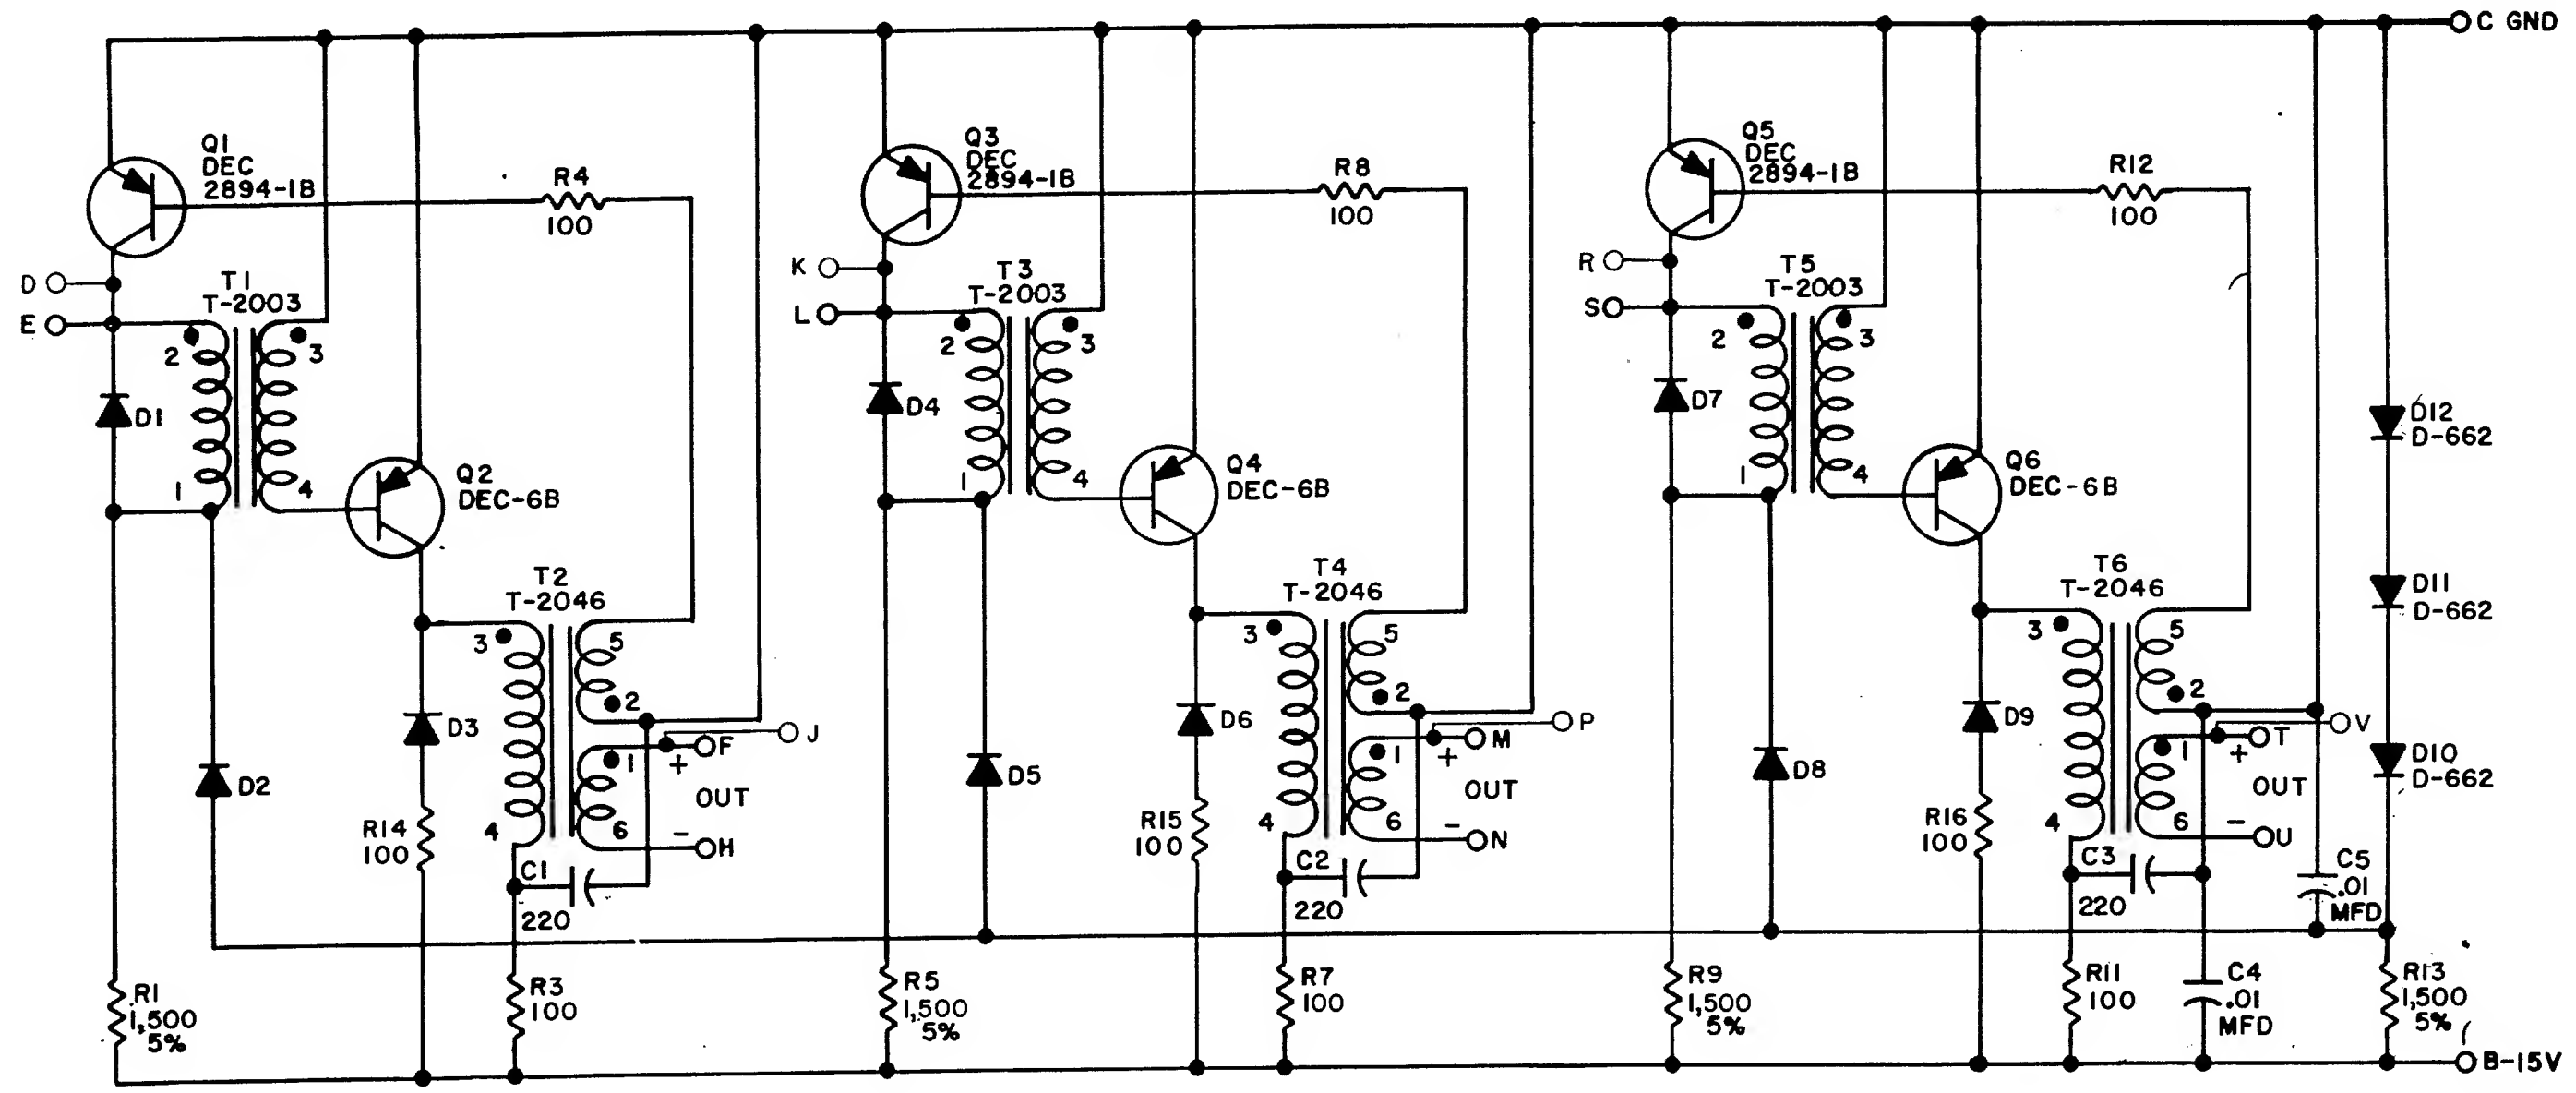 C GND
Q1
DEC
2894-1B
R4
100
D
E
T1
T-2003
2
3
1
4
D1
Q2
DEC-6B
D2
D3
R14
100
T2
T-2046
3
5
2
1
4
6
F
J
+
OUT
-
H
C1
220
R1
1,500
5%
R3
100
Q3
DEC
2894-1B
R8
100
K
L
T3
T-2003
2
3
1
4
D4
Q4
DEC-6B
D5
D6
R15
100
T4
T-2046
3
5
2
1
4
6
M
P
+
OUT
-
N
C2
220
R5
1,500
5%
R7
100
Q5
DEC
2894-1B
R12
100
R
S
T5
T-2003
2
3
1
4
D7
Q6
DEC-6B
D8
D9
R16
100
T6
T-2046
3
5
2
1
4
6
T
V
+
OUT
-
U
C3
220
R9
1,500
5%
R11
100
C4
.01
MFD
C5
.01
MFD
D12
D-662
D11
D-662
D10
D-662
R13
1,500
5%
B-15V